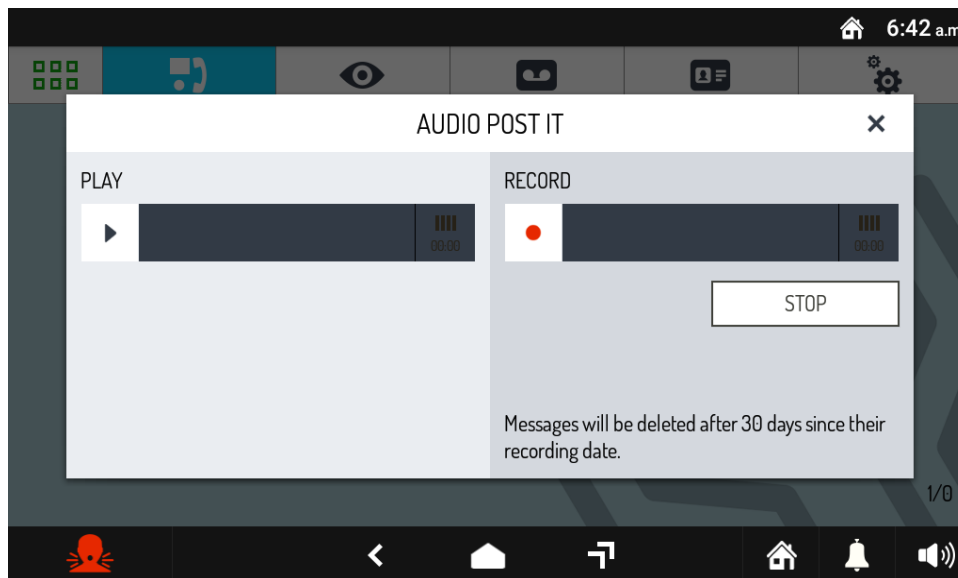 6:42 a.m
AUDIO POST IT
PLAY
RECORD
00:00
00:00
STOP
Messages will be deleted after 30 days since their
recording date.
1/0